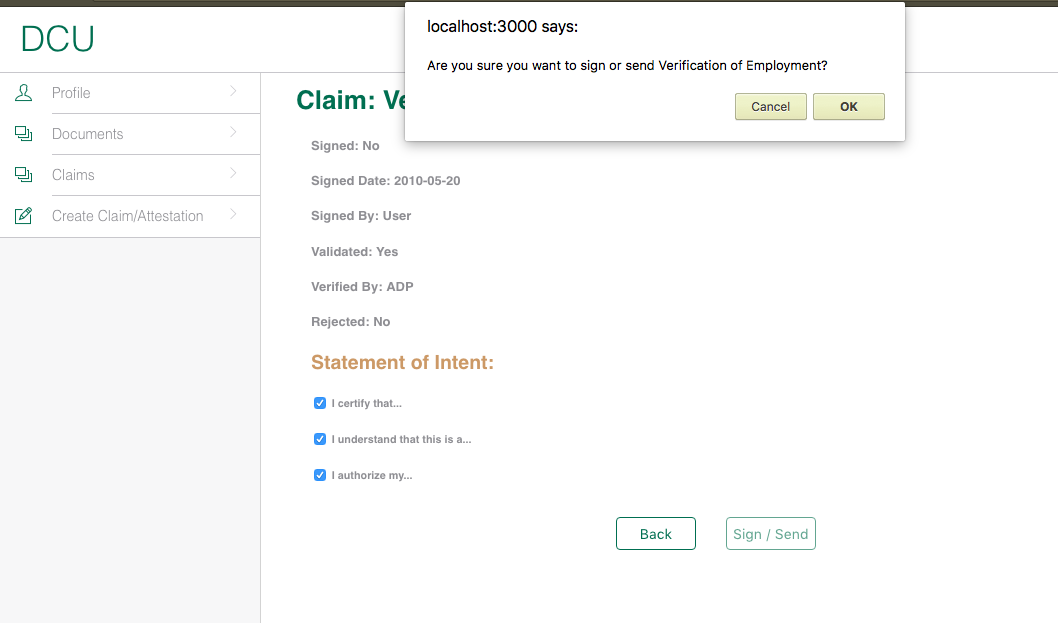 localhost:3000 says:
Are you sure you want to sign or send Verification of Employment?
Cancel
OK
DCU
Profile
Documents
Claims
Create Claim/Attestation
Claim: Ve
Signed: No
Signed Date: 2010-05-20
Signed By: User
Validated: Yes
Verified By: ADP
Rejected: No
Statement of Intent:
I certify that...
I understand that this is a...
I authorize my...
Back
Sign / Send